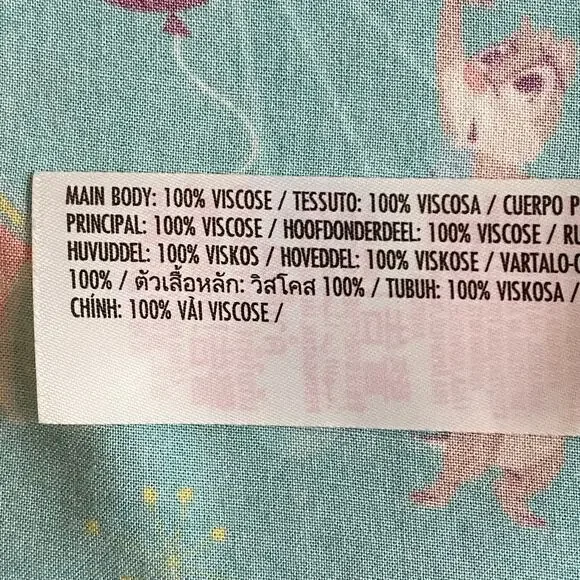 MAIN BODY: 100% VISCOSE / TESSUTO: 100% VISCOSA / CUERPO P
PRINCIPAL: 100% VISCOSE / HOOFDONDERDEEL: 100% VISCOSE / RU
HUVUDDEL: 100% VISKOS / HOVEDDEL: 100% VISKOSE / VARTALO-O
100% / ตัวเสื้อหลัก: วิสโคส 100% / TUBUH: 100% VISKOSA /
CHÍNH: 100% VẢI VISCOSE /